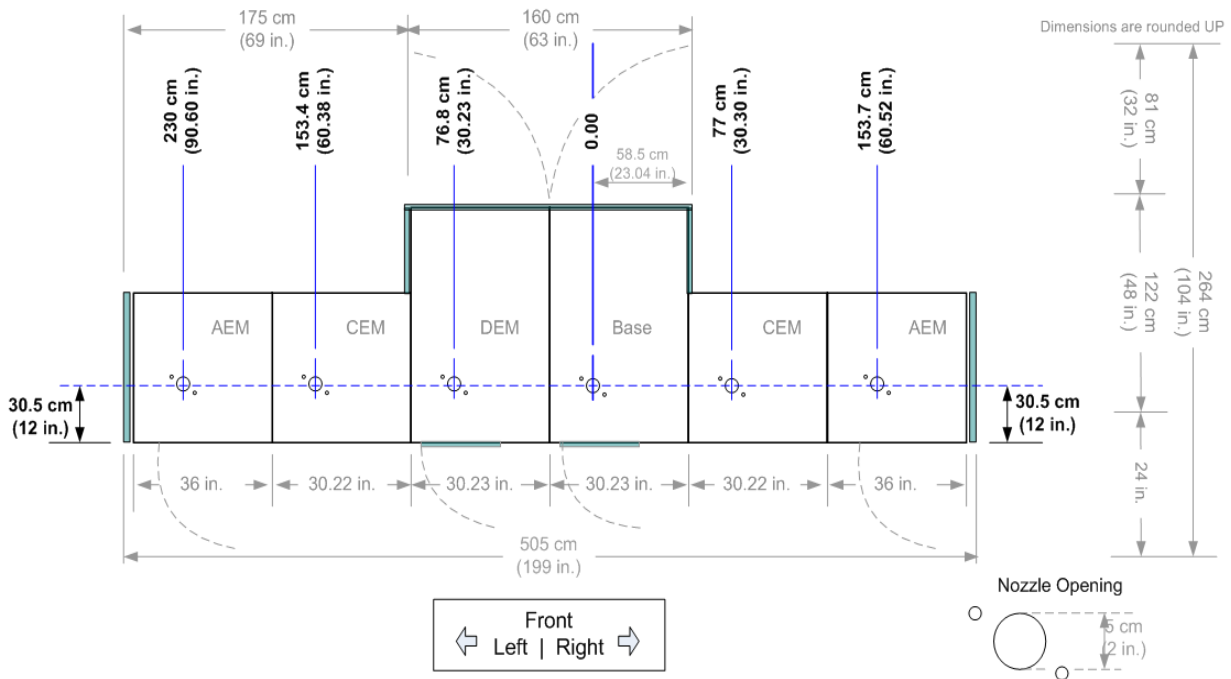 175 cm
(69 in.)
160 cm
(63 in.)
Dimensions are rounded UP
230 cm
(90.60 in.)
153.4 cm
(60.38 in.)
76.8 cm
(30.23 in.)
0.00
77 cm
(30.30 in.)
153.7 cm
(60.52 in.)
58.5 cm
(23.04 in.)
81 cm
(32 in.)
122 cm
(48 in.)
264 cm
(104 in.)
24 in.
AEM
CEM
DEM
Base
CEM
AEM
30.5 cm
(12 in.)
30.5 cm
(12 in.)
36 in.
30.22 in.
30.23 in.
30.23 in.
30.22 in.
36 in.
505 cm
(199 in.)
Front
Left | Right
Nozzle Opening
5 cm
(2 in.)